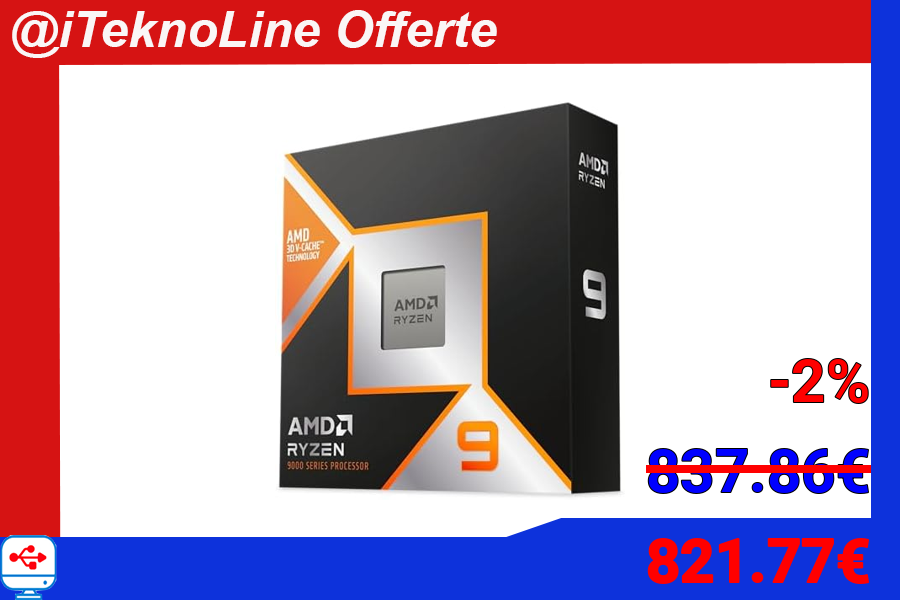 @iTeknoLine Offerte
AMD
RYZEN
9
AMD
3D V-CACHE™
TECHNOLOGY
AMD
RYZEN
AMD
RYZEN
9000 SERIES PROCESSOR
9
-2%
837.86€
821.77€